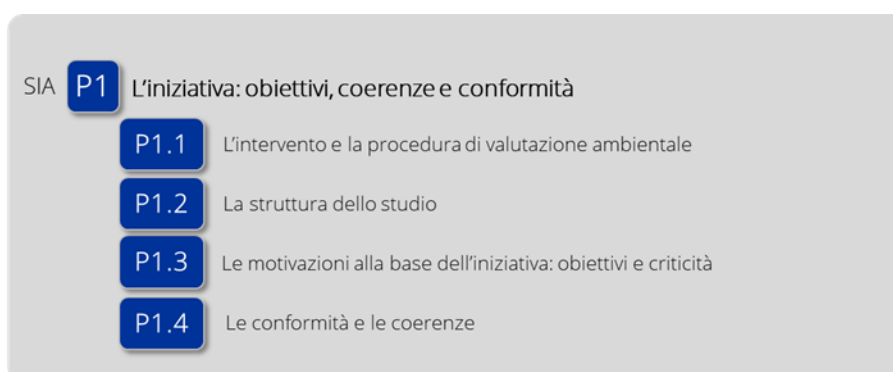 SIA P1 L'iniziativa: obiettivi, coerenze e conformità
P1.1 L'intervento e la procedura di valutazione ambientale
P1.2 La struttura dello studio
P1.3 Le motivazioni alla base dell'iniziativa: obiettivi e criticità
P1.4 Le conformità e le coerenze